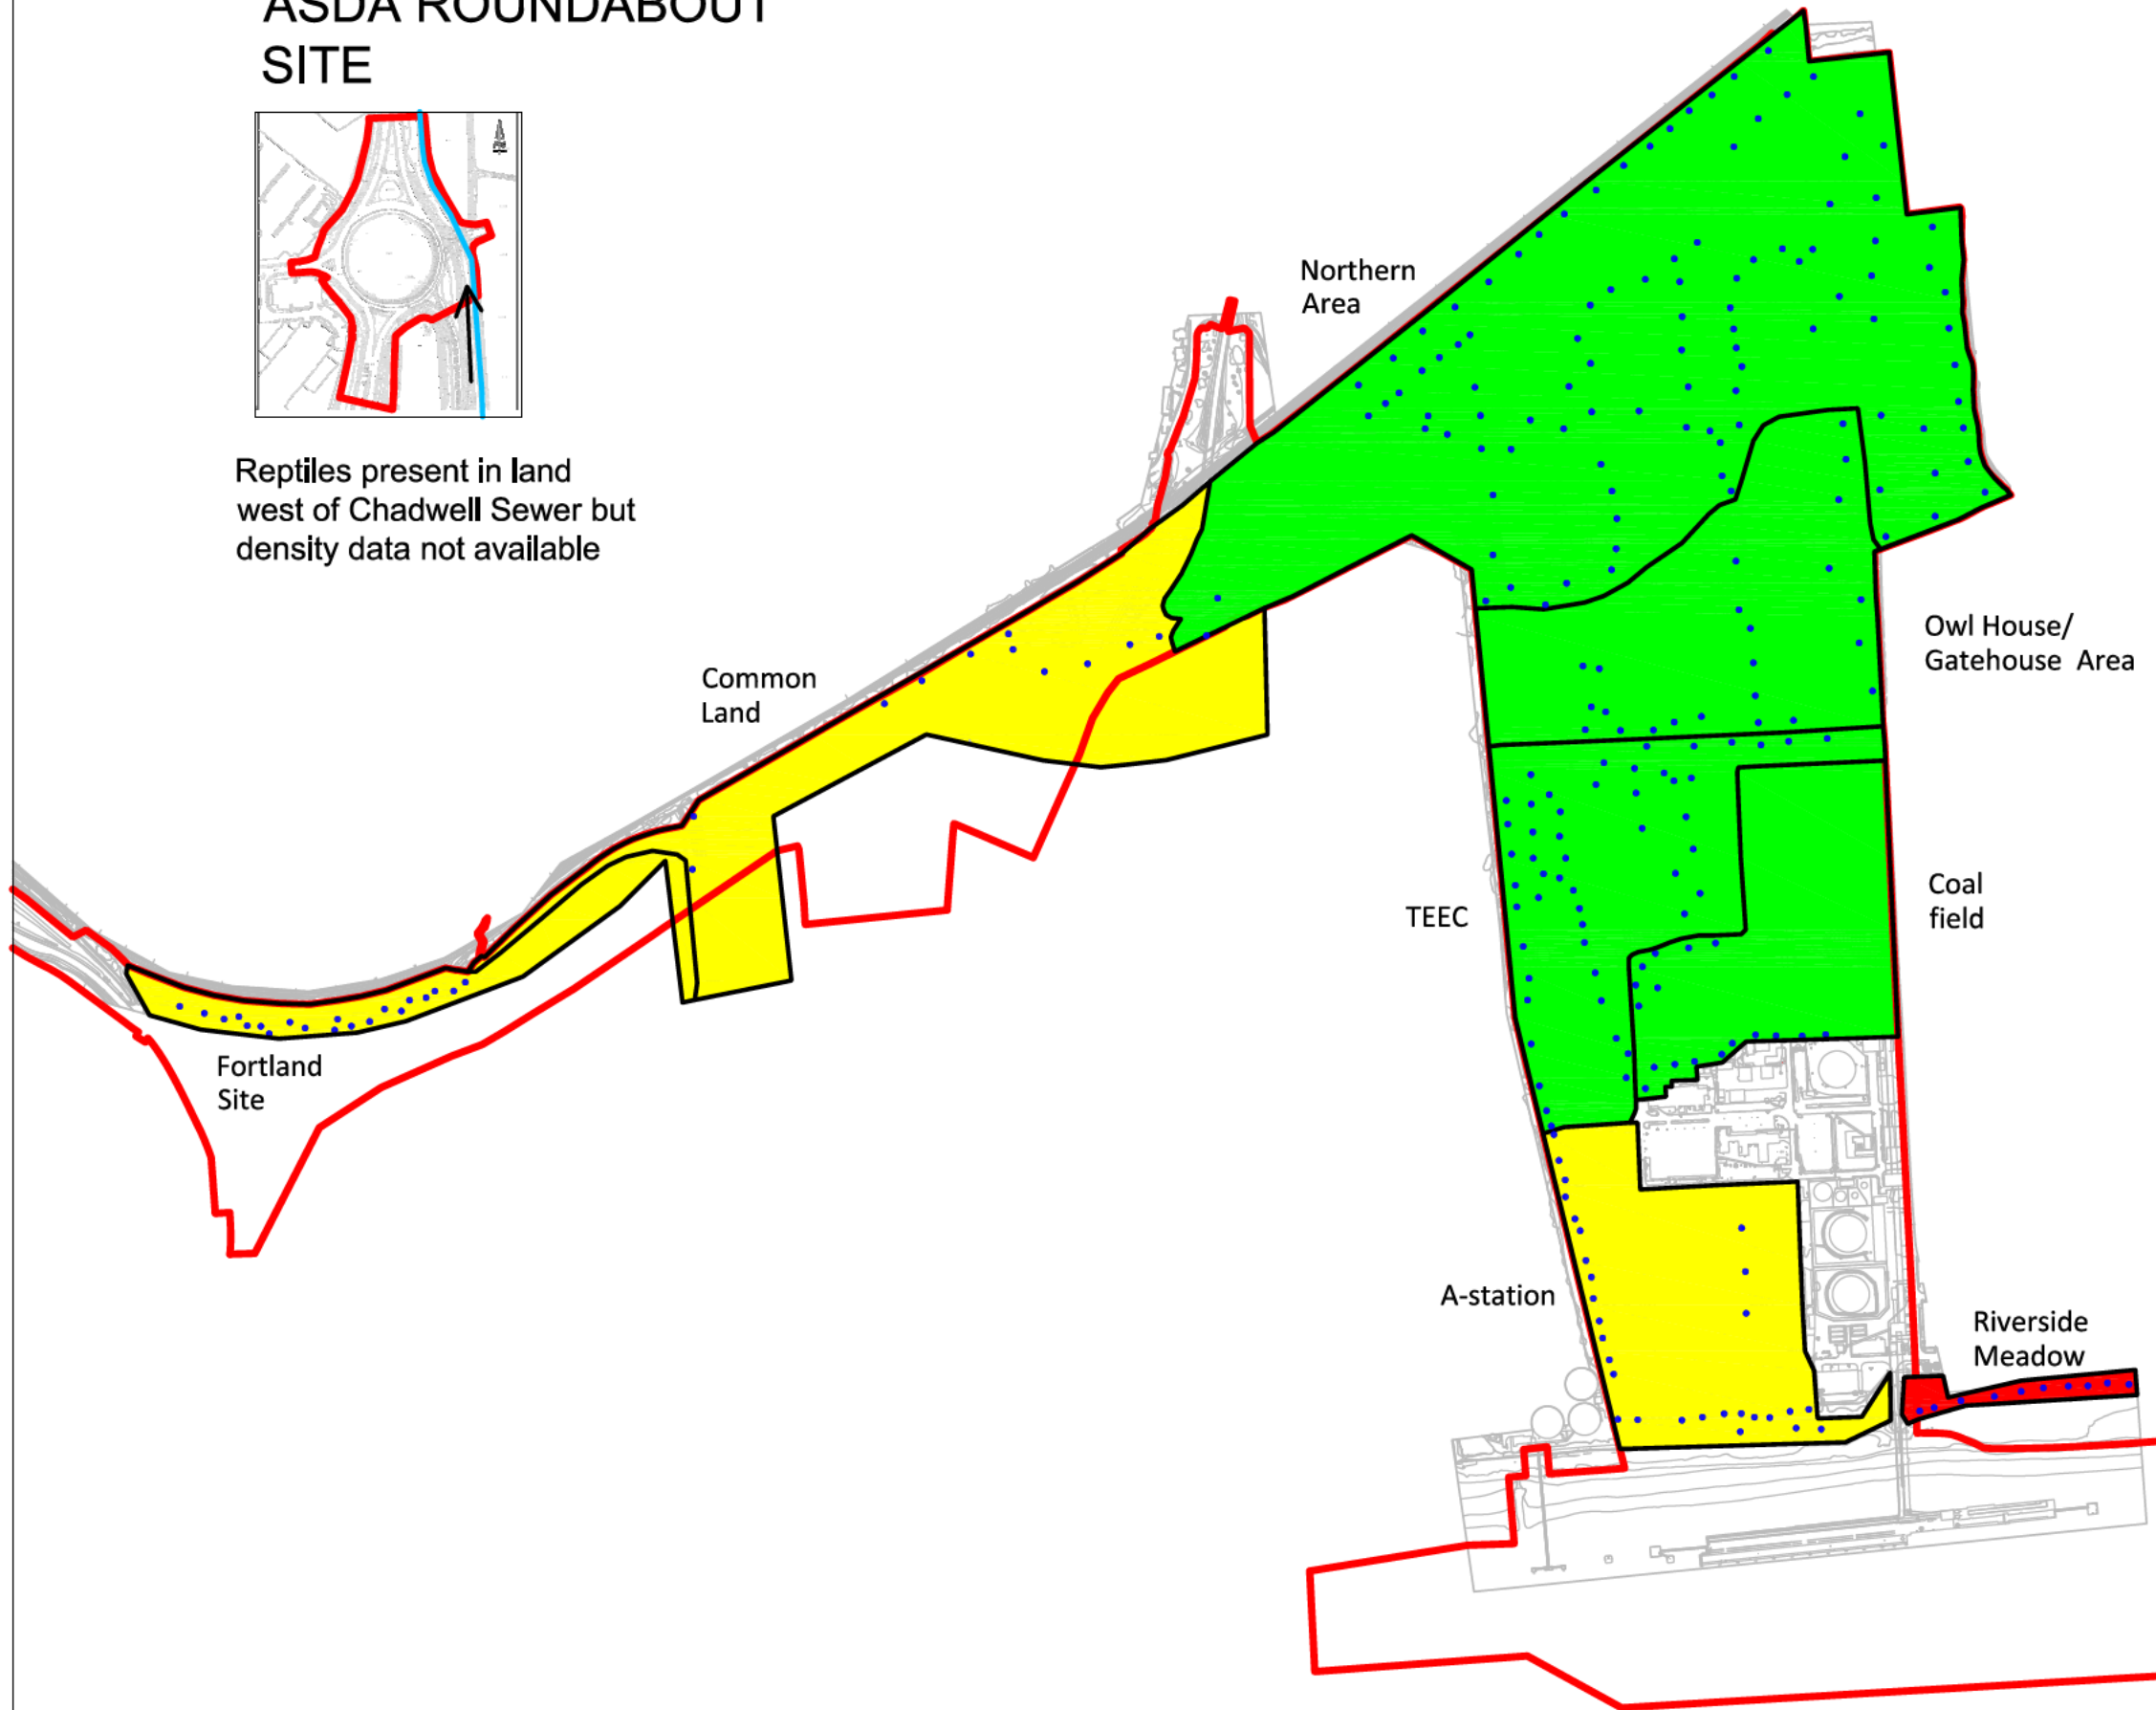 ASDA ROUNDABOUT
SITE
Reptiles present in land
west of Chadwell Sewer but
density data not available
Northern
Area
Common
Land
Owl House/
Gatehouse Area
Coal
field
TEEC
Fortland
Site
A-station
Riverside
Meadow